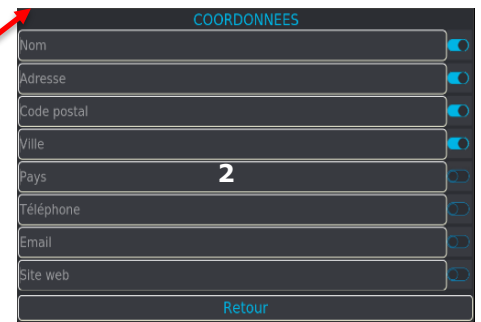 COORDONNEES
Nom
Adresse
Code postal
Ville
Pays
2
Téléphone
Email
Site web
Retour